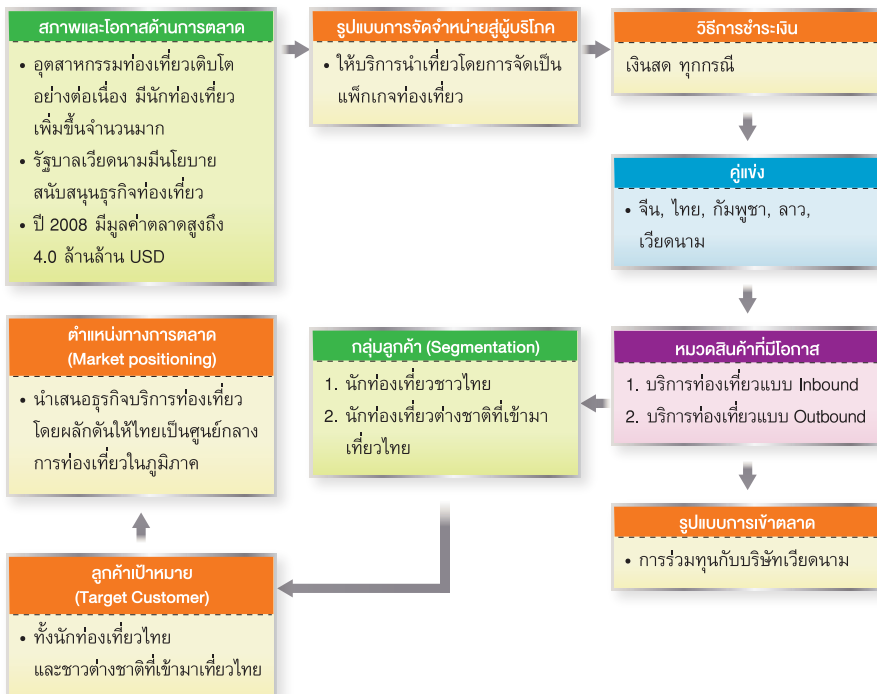 สภาพและโอกาสด้านการตลาด
• อุตสาหกรรมท่องเที่ยวเติบโต
อย่างต่อเนื่อง มีนักท่องเที่ยว
เพิ่มขึ้นจำนวนมาก
• รัฐบาลเวียดนามมีนโยบาย
สนับสนุนธุรกิจท่องเที่ยว
• ปี 2008 มีมูลค่าตลาดสูงถึง
4.0 ล้านล้าน USD
รูปแบบการจัดจำหน่ายสู่ผู้บริโภค
• ให้บริการนำเที่ยวโดยการจัดเป็น
แพ็กเกจท่องเที่ยว
วิธีการชำระเงิน
เงินสด ทุกกรณี
คู่แข่ง
• จีน, ไทย, กัมพูชา, ลาว,
เวียดนาม
หมวดสินค้าที่มีโอกาส
1. บริการท่องเที่ยวแบบ Inbound
2. บริการท่องเที่ยวแบบ Outbound
รูปแบบการเข้าตลาด
• การร่วมทุนกับบริษัทเวียดนาม
กลุ่มลูกค้า (Segmentation)
1. นักท่องเที่ยวชาวไทย
2. นักท่องเที่ยวต่างชาติที่เข้ามา
เที่ยวไทย
ลูกค้าเป้าหมาย
(Target Customer)
• ทั้งนักท่องเที่ยวไทย
และชาวต่างชาติที่เข้ามาเที่ยวไทย
ตำแหน่งทางการตลาด
(Market positioning)
• นำเสนอธุรกิจบริการท่องเที่ยว
โดยผลักดันให้ไทยเป็นศูนย์กลาง
การท่องเที่ยวในภูมิภาค